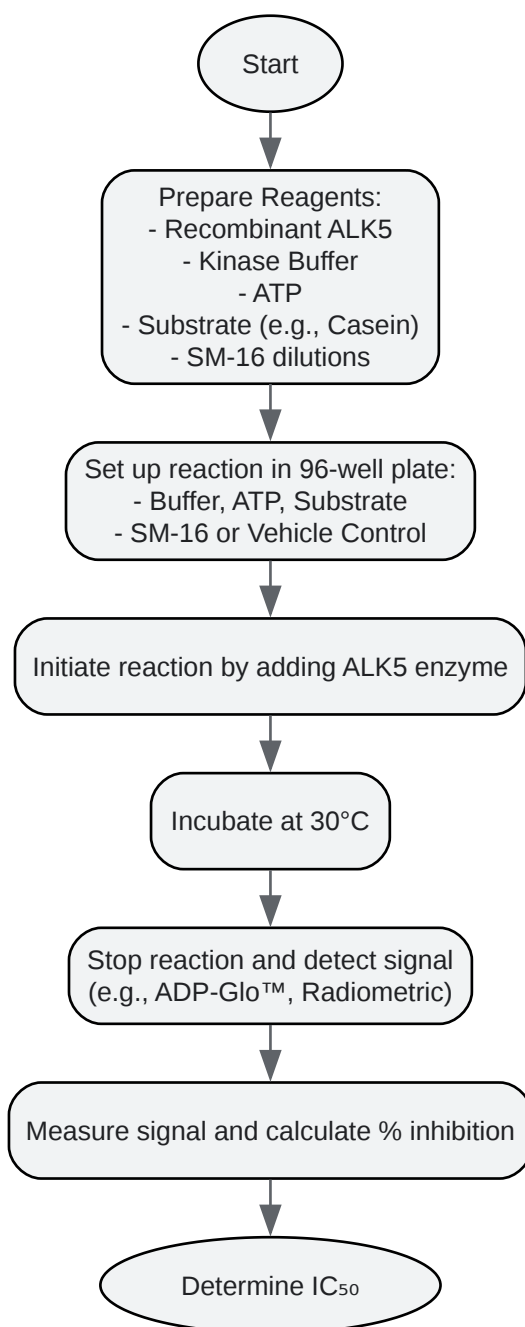 Start
Prepare Reagents:
- Recombinant ALK5
- Kinase Buffer
- ATP
- Substrate (e.g., Casein)
- SM-16 dilutions
Set up reaction in 96-well plate:
- Buffer, ATP, Substrate
- SM-16 or Vehicle Control
Initiate reaction by adding ALK5 enzyme
Incubate at 30°C
Stop reaction and detect signal
(e.g., ADP-Glo™, Radiometric)
Measure signal and calculate % inhibition
Determine IC₅₀